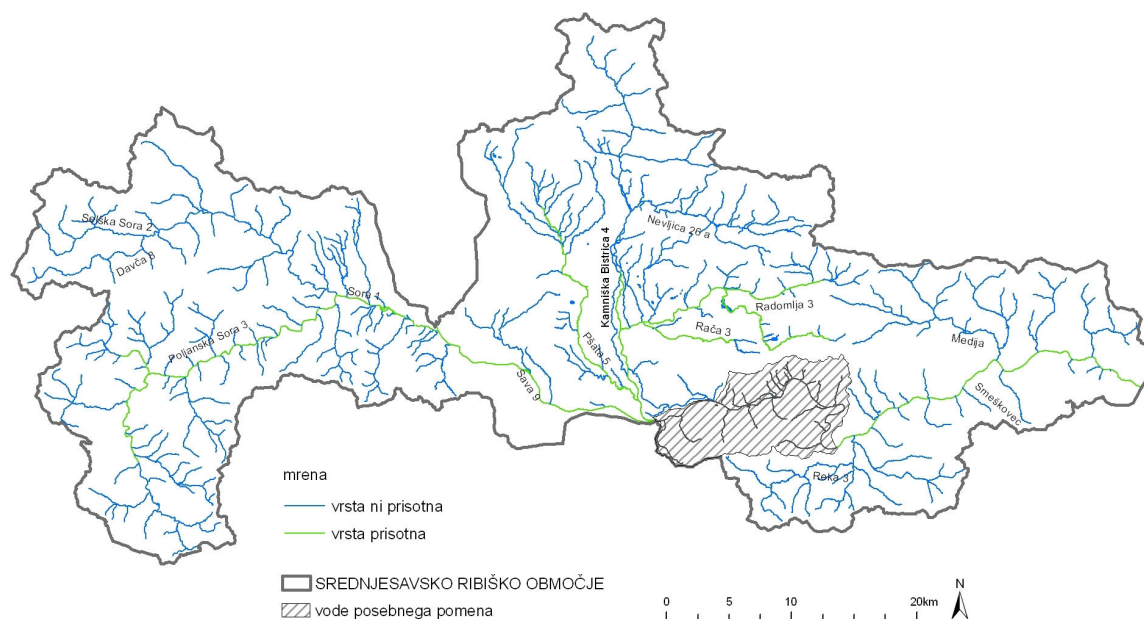 Selška Sora 2
Davča 8
Sora 1
Poljanska Sora 3
Nevljica 26 a
Kamniška Bistrica 4
Radomlja 3
Rača 3
Pšata 5
Sava 9
Medija
Smeškovec
Reka 3
mrena
vrsta ni prisotna
vrsta prisotna
SREDNJESAVSKO RIBIŠKO OBMOČJE
vode posebnega pomena
0 5 10 20km
N